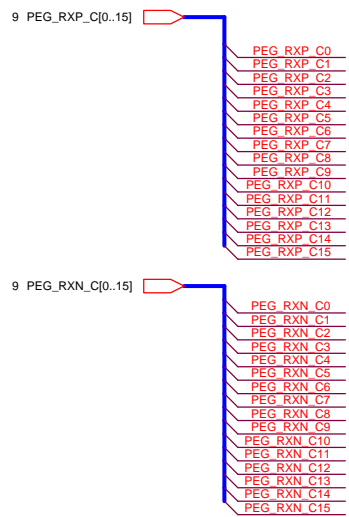 9 PEG_RXP_C[0..15]
PEG_RXP_C0
PEG_RXP_C1
PEG_RXP_C2
PEG_RXP_C3
PEG_RXP_C4
PEG_RXP_C5
PEG_RXP_C6
PEG_RXP_C7
PEG_RXP_C8
PEG_RXP_C9
PEG_RXP_C10
PEG_RXP_C11
PEG_RXP_C12
PEG_RXP_C13
PEG_RXP_C14
PEG_RXP_C15
9 PEG_RXN_C[0..15]
PEG_RXN_C0
PEG_RXN_C1
PEG_RXN_C2
PEG_RXN_C3
PEG_RXN_C4
PEG_RXN_C5
PEG_RXN_C6
PEG_RXN_C7
PEG_RXN_C8
PEG_RXN_C9
PEG_RXN_C10
PEG_RXN_C11
PEG_RXN_C12
PEG_RXN_C13
PEG_RXN_C14
PEG_RXN_C15